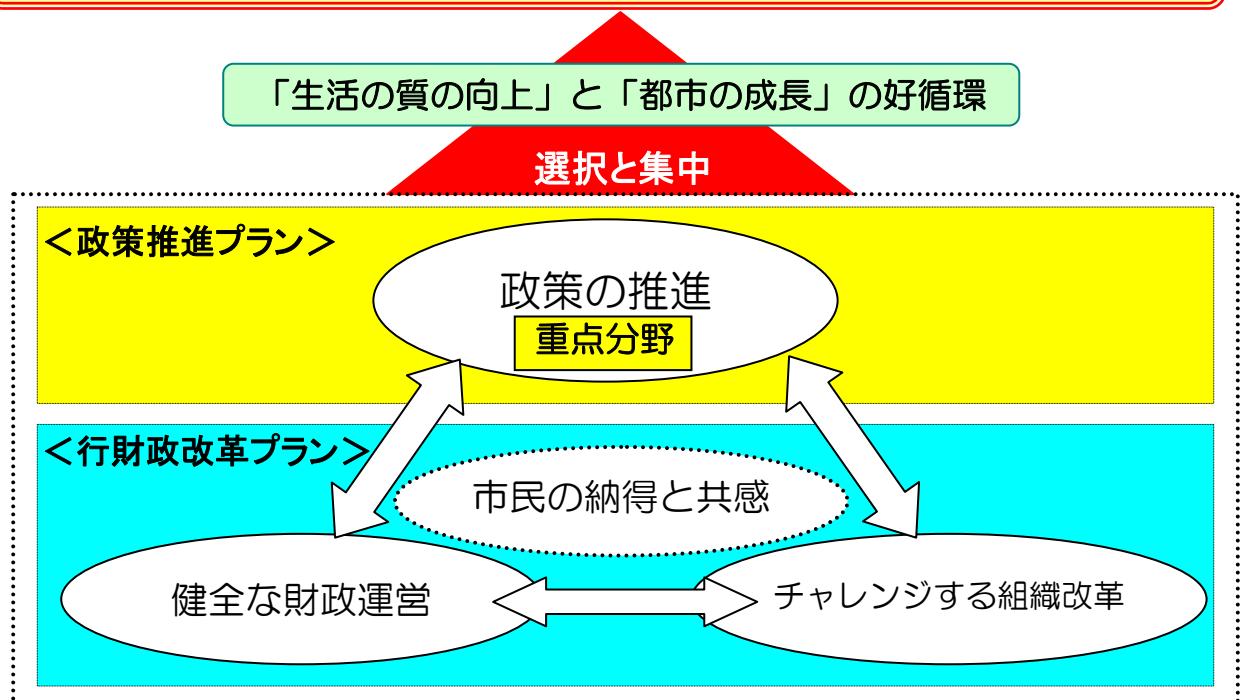 「生活の質の向上」と「都市の成長」の好循環
選択と集中
＜政策推進プラン＞
政策の推進
重点分野
＜行財政改革プラン＞
市民の納得と共感
健全な財政運営
チャレンジする組織改革